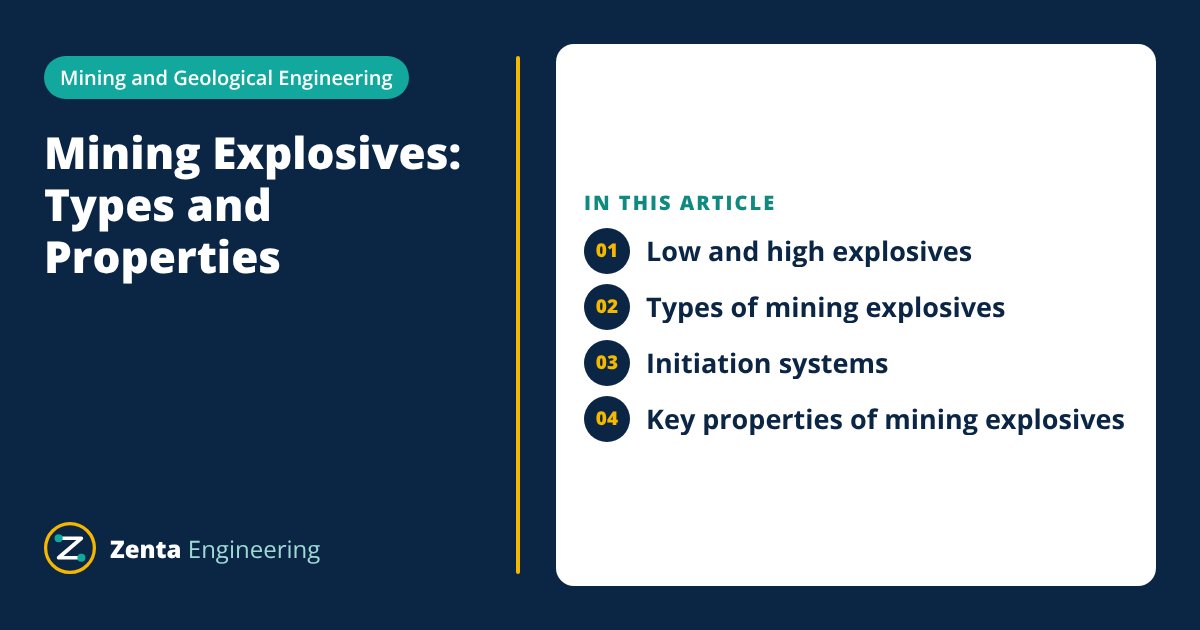 Mining and Geological Engineering
Mining Explosives:
Types and
Properties
Zenta Engineering
IN THIS ARTICLE
01 Low and high explosives
02 Types of mining explosives
03 Initiation systems
04 Key properties of mining explosives